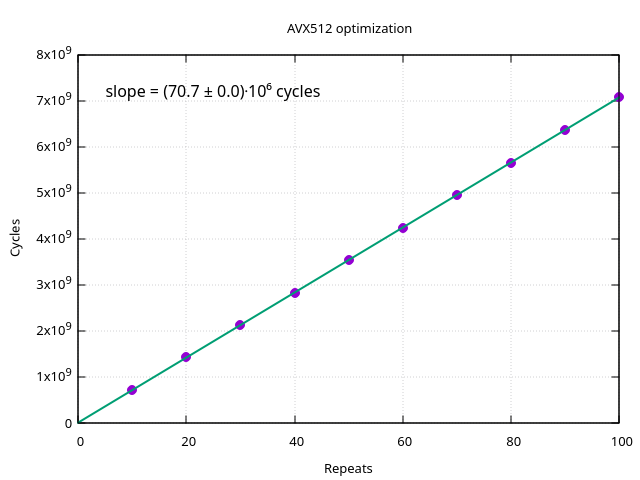 AVX512 optimization
8x10⁹
slope = (70.7 ± 0.0)·10⁶ cycles
7x10⁹
6x10⁹
5x10⁹
4x10⁹
3x10⁹
2x10⁹
1x10⁹
0
Cycles
0 20 40 60 80 100
Repeats